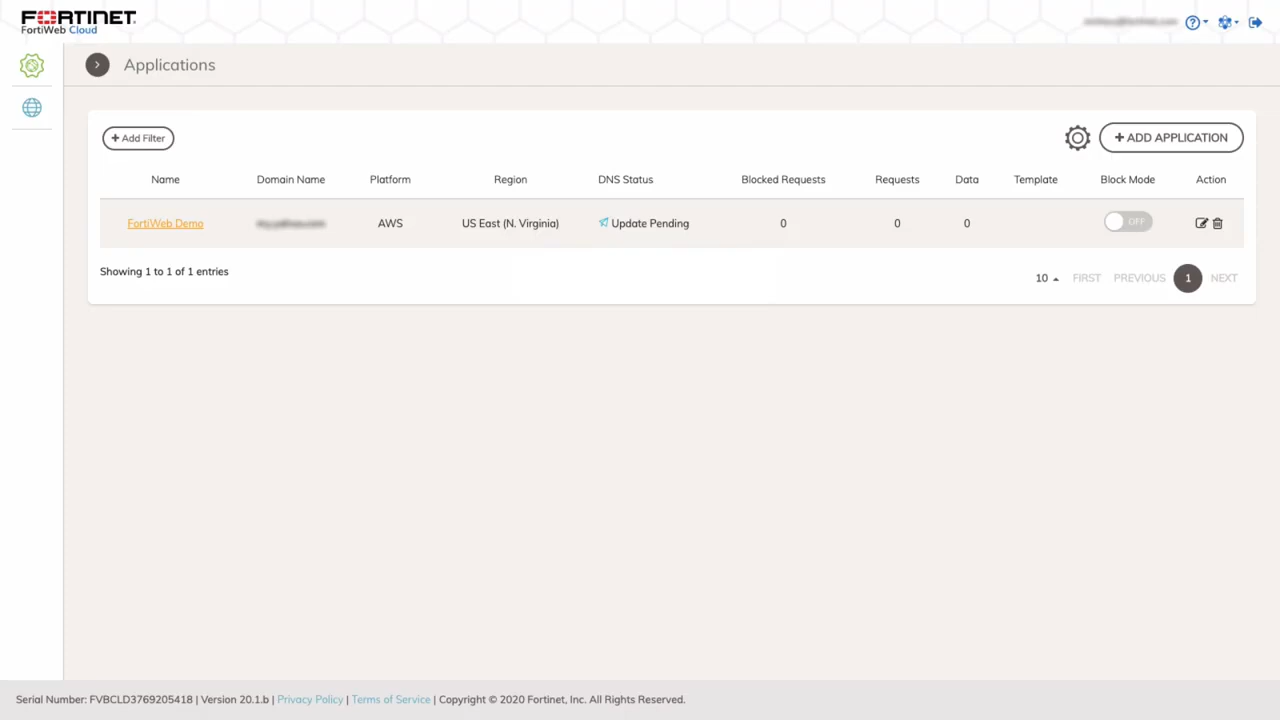 FORTINET
FortiWeb Cloud
Applications
+ Add Filter
+ ADD APPLICATION
Name Domain Name Platform Region DNS Status Blocked Requests Requests Data Template Block Mode Action
FortiWeb Demo AWS US East (N. Virginia) Update Pending 0 0 0 OFF
Showing 1 to 1 of 1 entries
10 FIRST PREVIOUS 1 NEXT
Serial Number: FVBCLD3769205418 | Version 20.1.b | Privacy Policy | Terms of Service | Copyright © 2020 Fortinet, Inc. All Rights Reserved.